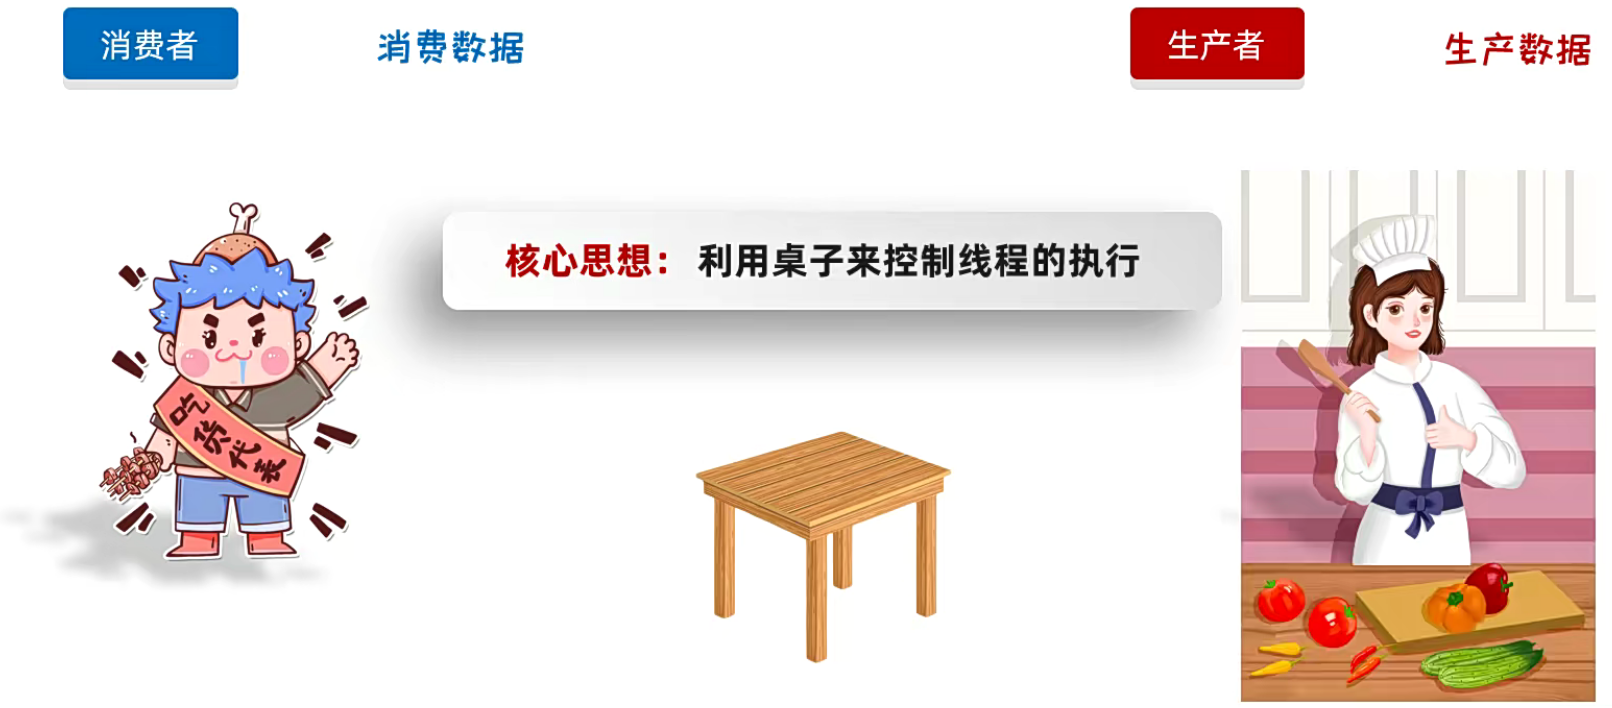 消费者
消费数据
生产者
生产数据
核心思想： 利用桌子来控制线程的执行
吃货代表